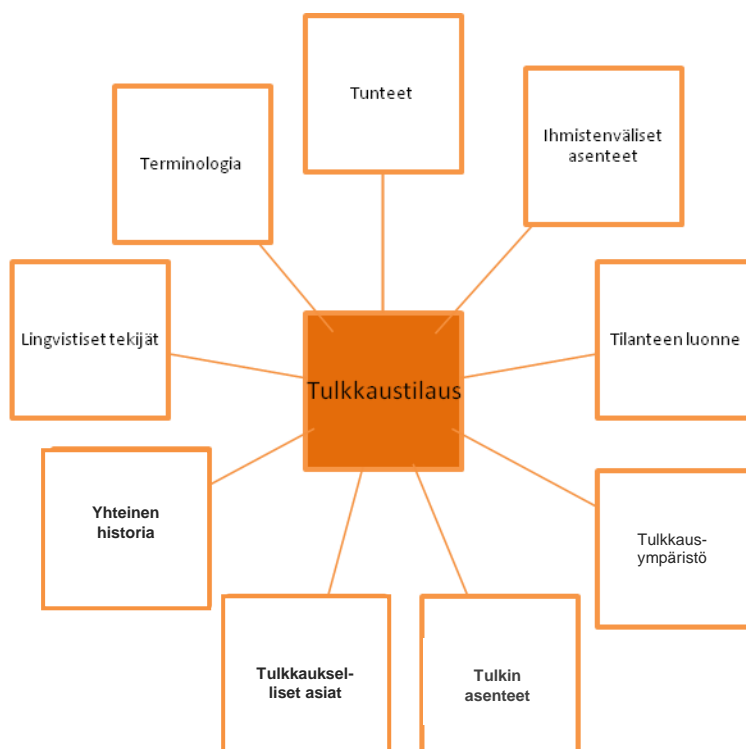 Tunteet
Ihmistenväliset
asenteet
Terminologia
Lingvistiset tekijät
Tilanteen luonne
Tulkkaustilaus
Yhteinen
historia
Tulkkaus-
ympäristö
Tulkkauksel-
liset asiat
Tulkin
asenteet